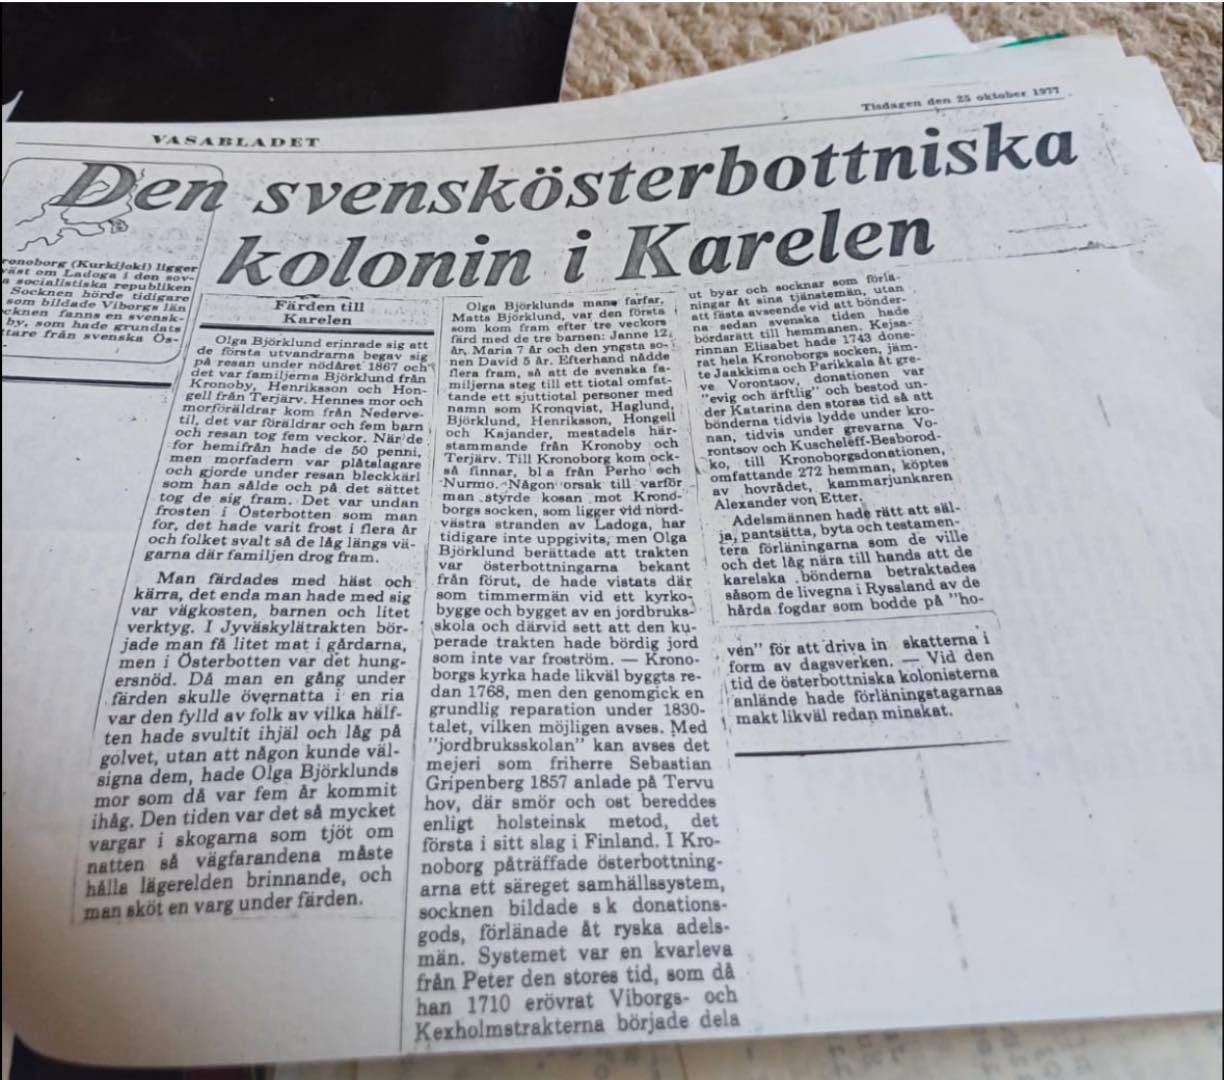 VASABLADET
Tisdagen den 25 oktober 1977
Den svenskösterbottniska
kolonin i Karelen
ronoborg (Kurkijoki) ligger
väst om Ladoga i den sov-
a socialistiska republiken
Socknen hörde tidigare
som bildade Viborgs län
cknen fanns en svensk-
by, som hade grundats
ttare från svenska Ös-
Färden till
Karelen
Olga Björklund erinrade sig att
de första utvandrarna begav sig
på resan under nödåret 1867 och
det var familjerna Björklund från
Kronoby, Henriksson och Hon-
gell från Terjärv. Hennes mor och
morföräldrar kom från Nederve-
til, det var föräldrar och fem barn
och resan tog fem veckor. När de
for hemifrån hade de 50 penni,
men morfadern var plåtslagare
och gjorde under resan bleckkärl
som han sålde och på det sättet
tog de sig fram. Det var undan
frosten i Österbotten som man
for, det hade varit frost i flera år
och folket svalt så de låg längs vä-
garna där familjen drog fram.
Man färdades med häst och
kärra, det enda man hade med sig
var vägkosten, barnen och litet
verktyg. I Jyväskylätrakten bör-
jade man få litet mat i gårdarna,
men i Österbotten var det hung-
ersnöd. Då man en gång under
färden skulle övernatta i en ria
var den fylld av folk av vilka hälf-
ten hade svultit ihjäl och låg på
golvet, utan att någon kunde väl-
signa dem, hade Olga Björklunds
mor som då var fem år kommit
ihåg. Den tiden var det så mycket
vargar i skogarna som tjöt om
natten så vägfarandena måste
hålla lägerelden brinnande, och
man sköt en varg under färden.
Olga Björklunds mans farfar,
Matts Björklund, var den första
som kom fram efter tre veckors
färd med de tre barnen: Janne 12
år, Maria 7 år och den yngsta so-
nen David 5 år. Efterhand nådde
flera fram, så att de svenska fa-
miljerna steg till ett tiotal omfat-
tande ett sjuttiotal personer med
namn som Kronqvist, Haglund,
Björklund, Henriksson, Hongell
och Kajander, mestadels här-
stammande från Kronoby och
Terjärv. Till Kronoborg kom ock-
så finnar, bl a från Perho och
Nurmo. Någon orsak till varför
man styrde kosan mot Krono-
borgs socken, som ligger vid nord-
västra stranden av Ladoga, har
tidigare inte uppgivits, men Olga
Björklund berättade att trakten
var österbottningarna bekant
från förut, de hade vistats där
som timmermän vid ett kyrko-
bygge och bygget av en jordbruks-
skola och därvid sett att den ku-
perade trakten hade bördig jord
som inte var froström. — Krono-
borgs kyrka hade likväl byggts re-
dan 1768, men den genomgick en
grundlig reparation under 1830-
talet, vilken möjligen avses. Med
"jordbruksskolan" kan avses det
mejeri som friherre Sebastian
Gripenberg 1857 anlade på Tervu
hov, där smör och ost bereddes
enligt holsteinsk metod, det
första i sitt slag i Finland. I Kro-
noborg påträffade österbottning-
arna ett säreget samhällssystem,
socknen bildade s k donations-
gods, förlänade åt ryska adels-
män. Systemet var en kvarleva
från Peter den stores tid, som då
han 1710 erövrat Viborgs- och
Kexholmstrakterna började dela
ut byar och socknar som förlä-
ningar åt sina tjänstemän, utan
att fästa avseende vid att bönder-
na sedan svenska tiden hade
bördsrätt till hemmanen. Kejsa-
rinnan Elisabet hade 1743 done-
rat hela Kronoborgs socken, jäm-
te Jaakkima och Parikkala åt gre-
ve Vorontsov, donationen var
"evig och ärftlig" och bestod un-
der Katarina den storas tid så att
bönderna tidvis lydde under kro-
nan, tidvis under grevarna Vo-
rontsov och Kuscheleff-Besborod-
ko, till Kronoborgsdonationen,
omfattande 272 hemman, köptes
av hovrådet, kammarjunkaren
Alexander von Etter.
Adelsmännen hade rätt att säl-
ja, pantsätta, byta och testamen-
tera förläningarna som de ville
och det låg nära till hands att de
karelska bönderna betraktades
såsom de livegna i Ryssland av de
hårda fogdar som bodde på "ho-
ven" för att driva in skatterna i
form av dagsverken. — Vid den
tid de österbottniska kolonisterna
anlände hade förläningstagarnas
makt likväl redan minskat.